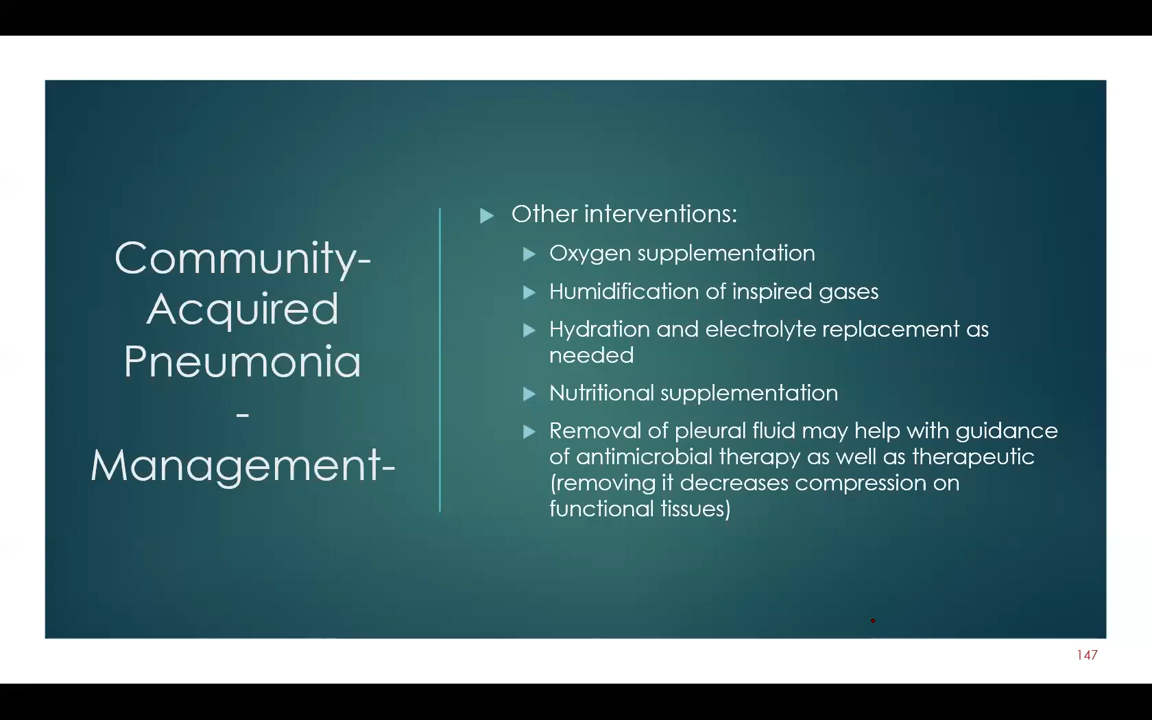 Community-
Acquired
Pneumonia
-
Management-
Other interventions:
Oxygen supplementation
Humidification of inspired gases
Hydration and electrolyte replacement as
needed
Nutritional supplementation
Removal of pleural fluid may help with guidance
of antimicrobial therapy as well as therapeutic
(removing it decreases compression on
functional tissues)
147